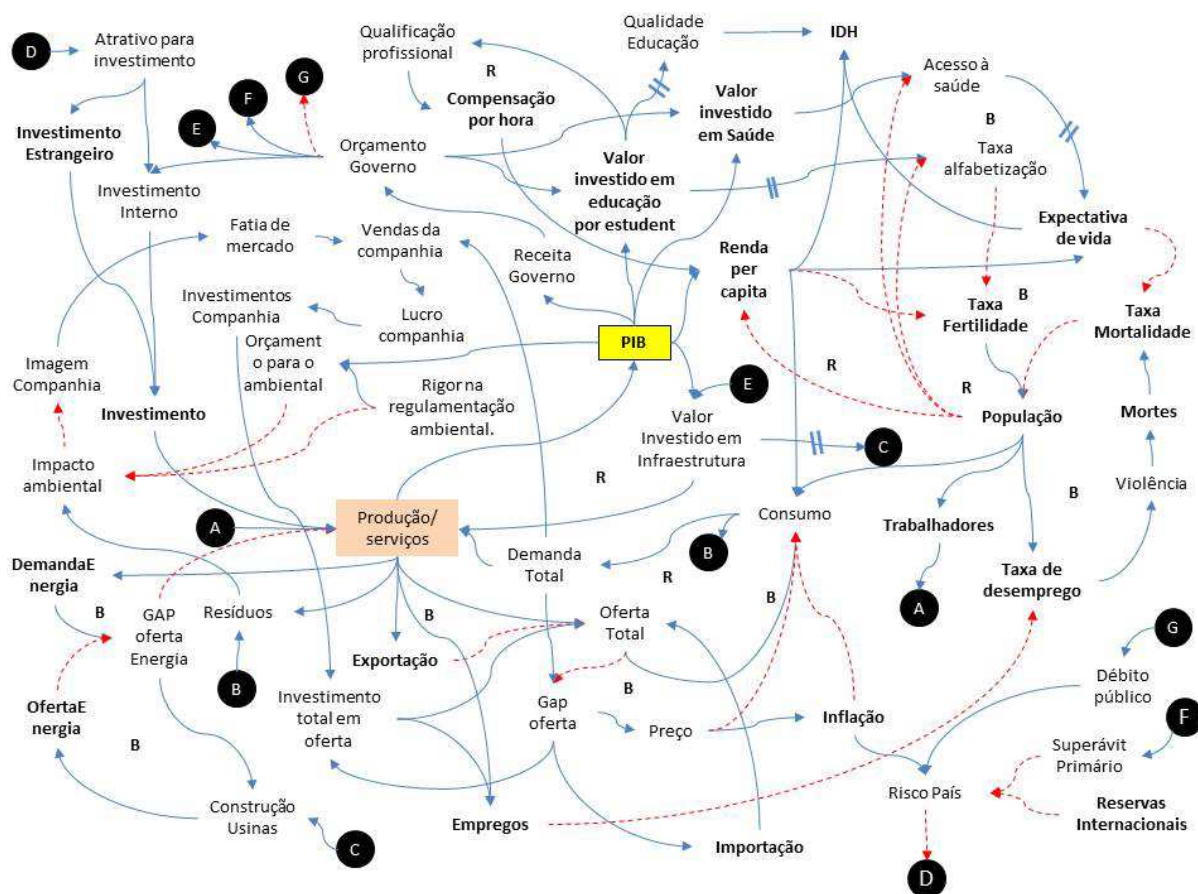 D
Atrativo para
investimento
Qualificação
profissional
R
Compensação
por hora
Qualidade
Educação
IDH
Acesso à
saúde
G
F
E
Valor
investido
em Saúde
B
Taxa
alfabetização
Investimento
Estrangeiro
Orçamento
Governo
Valor
investido em
educação
por estudent
Investimento
Interno
Fatia de
mercado
Vendas da
companhia
Receita
Governo
Renda
per
capita
Expectativa
de vida
Investimentos
Companhia
Lucro
companhia
Taxa
Fertilidade
B
Taxa
Mortalidade
PIB
Orçament
o para o
ambiental
Imagem
Companhia
Rigor na
regulamentação
ambiental.
E
R
R
Investimento
População
Mortes
Valor
Investido em
Infraestrutura
C
Impacto
ambiental
R
B
Violência
A
Produção/
serviços
Consumo
B
Trabalhadores
DemandaE
nergia
Demanda
Total
R
Taxa de
desemprego
B
GAP
oferta
Energia
Resíduos
B
Oferta
Total
B
A
G
Exportação
B
OfertaE
nergia
Investimento
total em
oferta
Gap
oferta
B
Preço
Inflação
Débito
público
F
B
Superávit
Primário
Construção
Usinas
C
Empregos
Importação
Risco País
Reservas
Internacionais
D